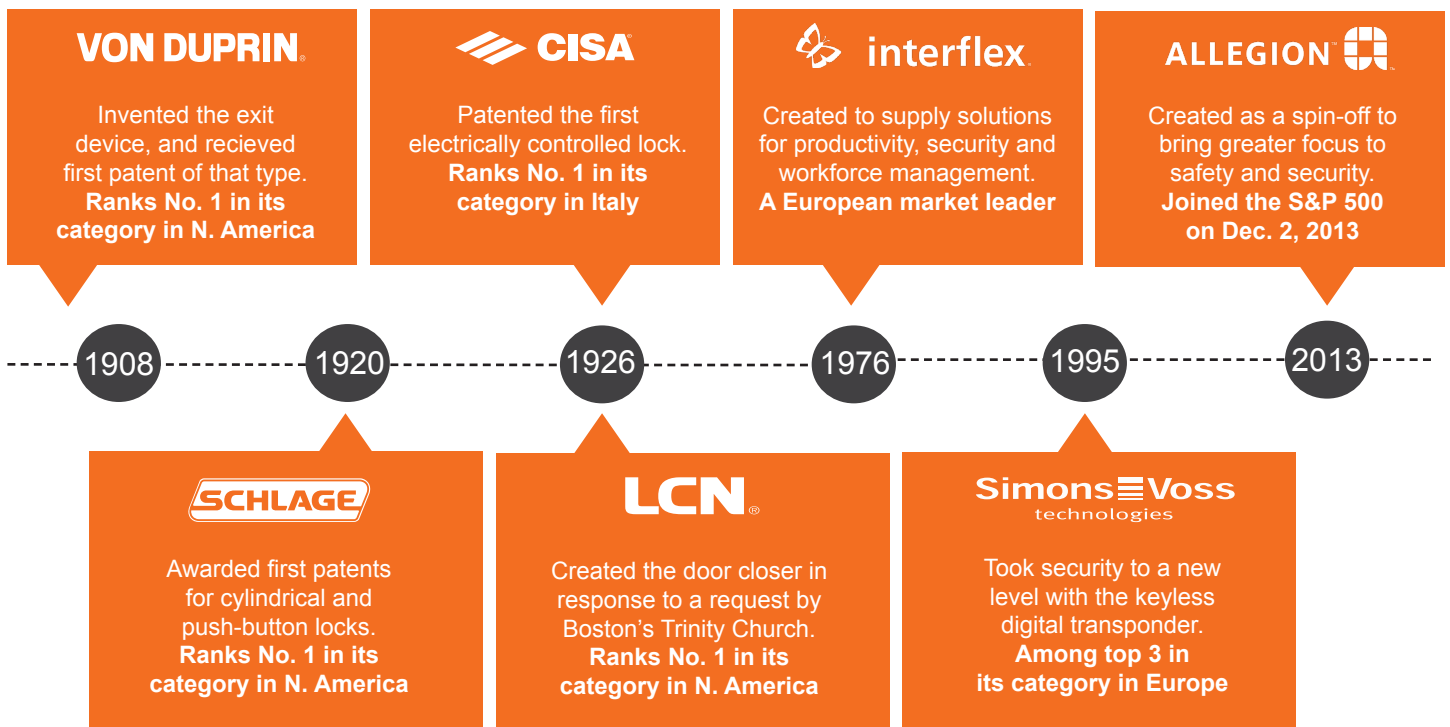 VON DUPRIN®
Invented the exit
device, and recieved
first patent of that type.
Ranks No. 1 in its
category in N. America
CISA
Patented the first
electrically controlled lock.
Ranks No. 1 in its
category in Italy
interflex
Created to supply solutions
for productivity, security and
workforce management.
A European market leader
ALLEGION™
Created as a spin-off to
bring greater focus to
safety and security.
Joined the S&P 500
on Dec. 2, 2013
1908
1920
1926
1976
1995
2013
SCHLAGE
Awarded first patents
for cylindrical and
push-button locks.
Ranks No. 1 in its
category in N. America
LCN®
Created the door closer in
response to a request by
Boston’s Trinity Church.
Ranks No. 1 in its
category in N. America
SimonsVoss
technologies
Took security to a new
level with the keyless
digital transponder.
Among top 3 in
its category in Europe